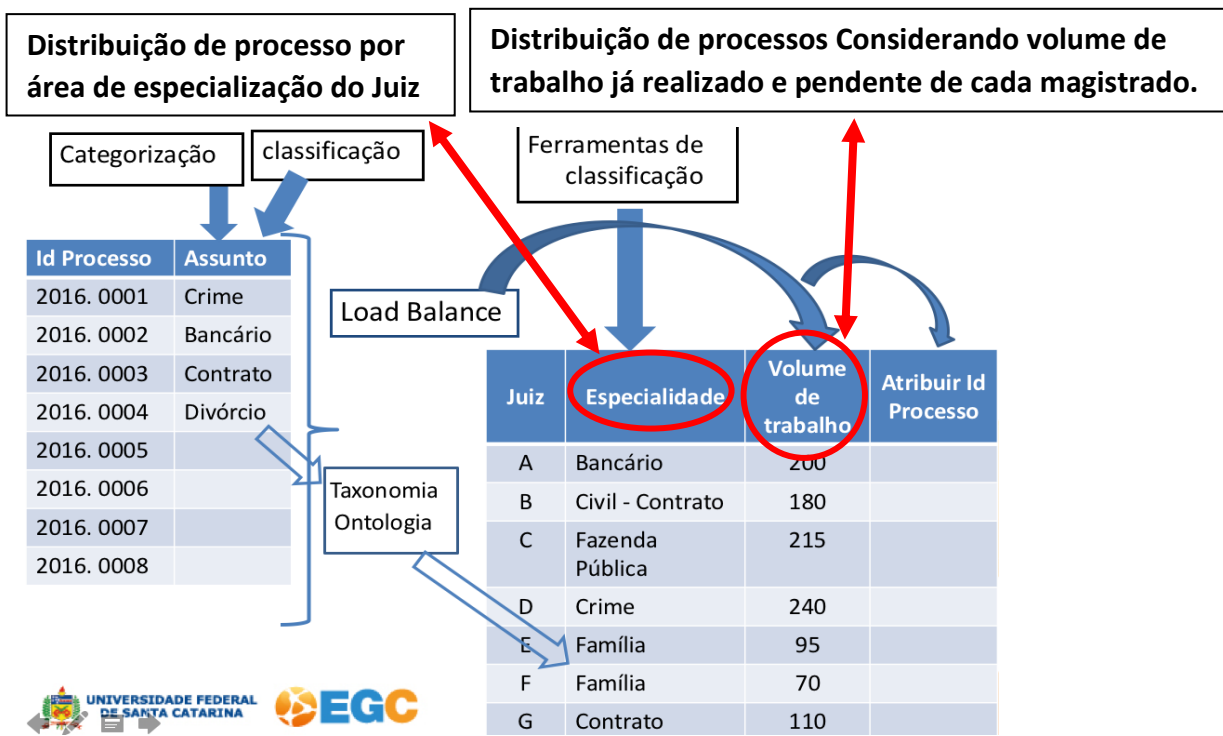 Distribuição de processo por
área de especialização do Juiz
Distribuição de processos Considerando volume de
trabalho já realizado e pendente de cada magistrado.
Categorização
classificação
Ferramentas de
classificação
Id Processo Assunto
2016. 0001 Crime
2016. 0002 Bancário
2016. 0003 Contrato
2016. 0004 Divórcio
2016. 0005
2016. 0006
2016. 0007
2016. 0008
Load Balance
Taxonomia
Ontologia
Juiz Especialidade Volume de trabalho Atribuir Id Processo
A Bancário 200
B Civil - Contrato 180
C Fazenda Pública 215
D Crime 240
E Família 95
F Família 70
G Contrato 110
UNIVERSIDADE FEDERAL
DE SANTA CATARINA
EGC